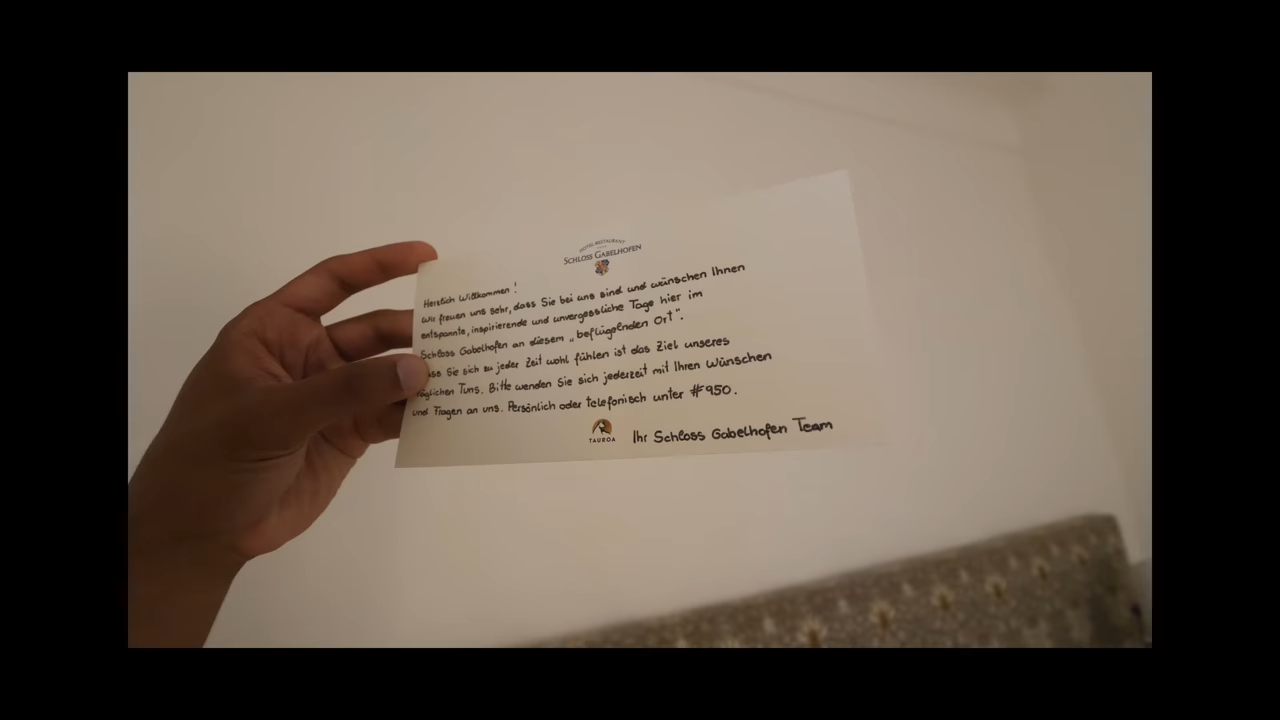 HOTEL RESTAURANT
SCHLOSS GABELHOFEN
Herzlich Willkommen!
Wir freuen uns sehr, dass Sie bei uns sind und wünschen Ihnen
entspannte, inspirierende und unvergessliche Tage hier im
Schloss Gabelhofen an diesem „beflügelnden Ort".
ass Sie sich zu jeder Zeit wohl fühlen ist das Ziel unseres
täglichen Tuns. Bitte wenden Sie sich jederzeit mit Ihren Wünschen
und Fragen an uns. Persönlich oder telefonisch unter #950.
TAUROA
Ihr Schloss Gabelhofen Team